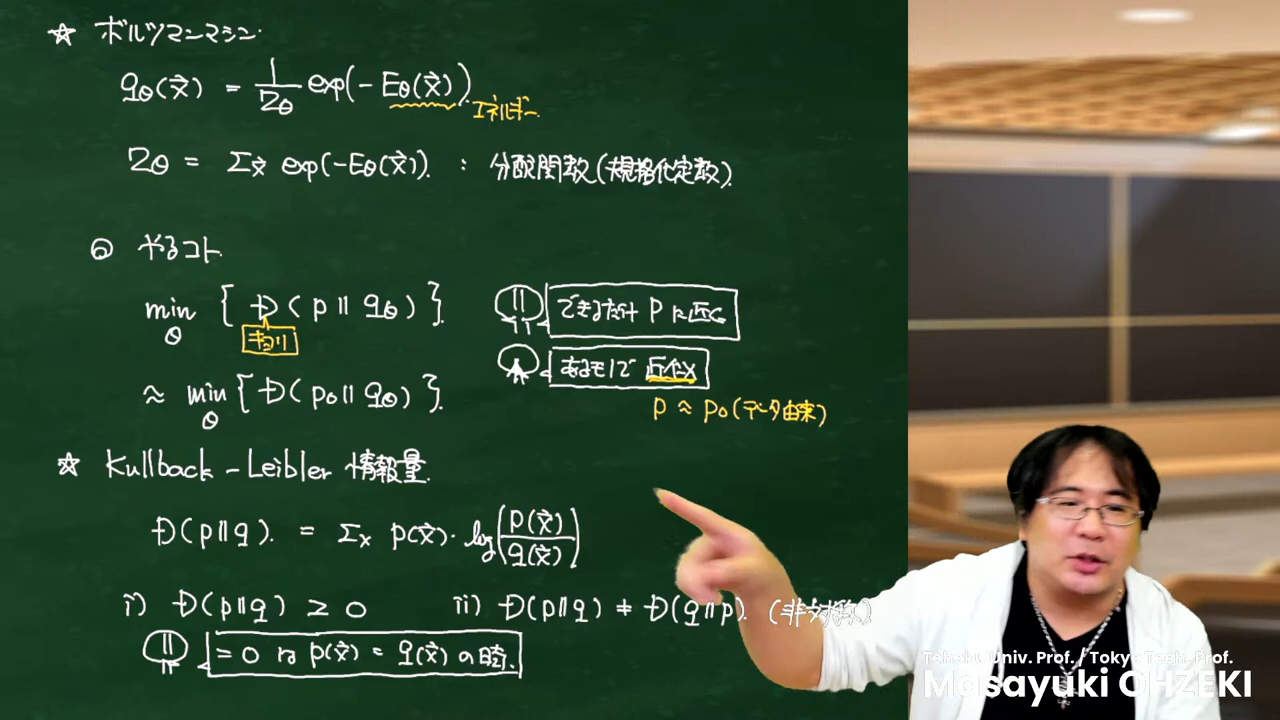 ☆ ボルツマンマシン.
qθ(x⃗) = 1/Zθ exp(-Eθ(x⃗))
エネルギー
Zθ = Σx⃗ exp(-Eθ(x⃗)). : 分配関数(規格化定数)
◎ やるコト.
min θ { D(p || qθ) }. できるだけ p に近く
キョリ
あるモノで 近似
≈ min θ { D(p0 || qθ) }.
p ≈ p0 (データ由来)
☆ Kullback - Leibler 情報量.
D(p||q). = Σx p(x⃗)・log(p(x⃗)/q(x⃗))
i) D(p||q) ≥ 0 ii) D(p||q) ≠ D(q||p). (非対称)
= 0 は p(x⃗) = q(x⃗) の時.
Tohoku. Univ. Prof. / Tokyo Tech. Prof.
Masayuki OHZEKI